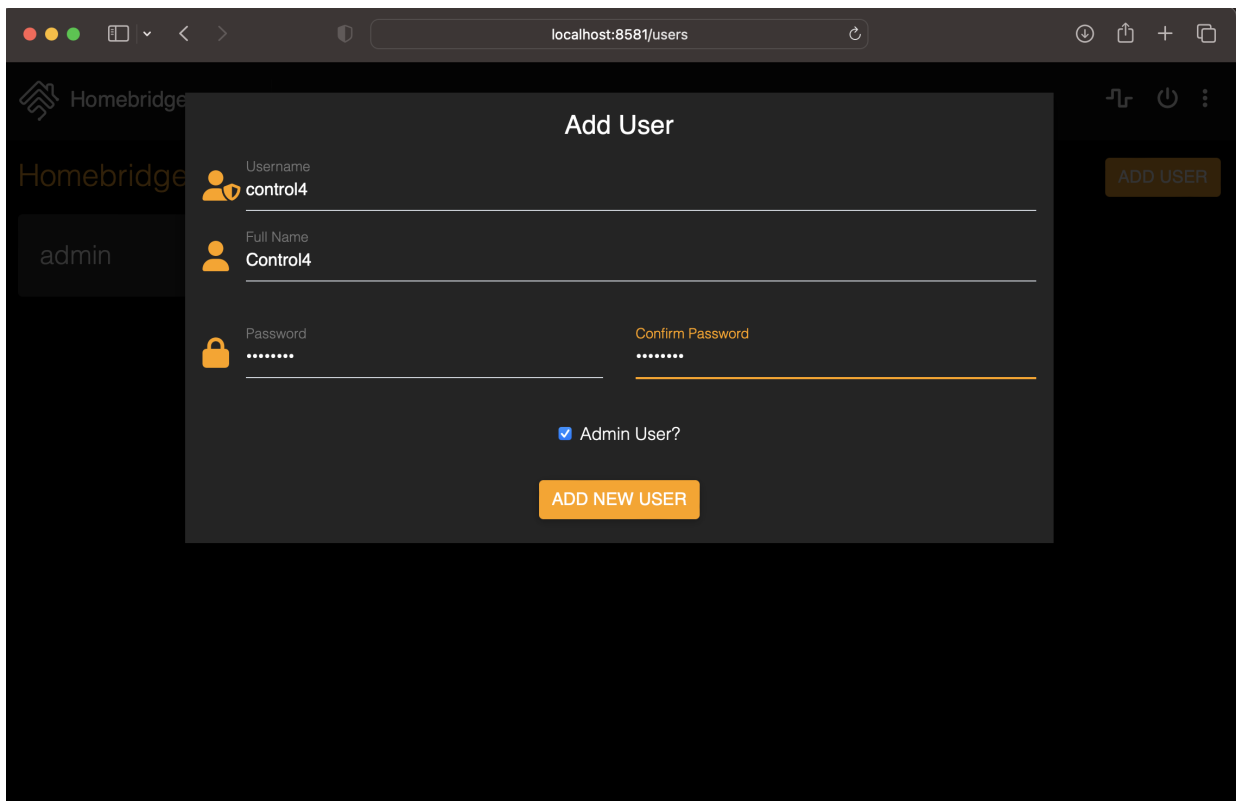 localhost:8581/users
Homebridge
Add User
Homebridge
ADD USER
Username
control4
admin
Full Name
Control4
Password
••••••••
Confirm Password
••••••••
Admin User?
ADD NEW USER